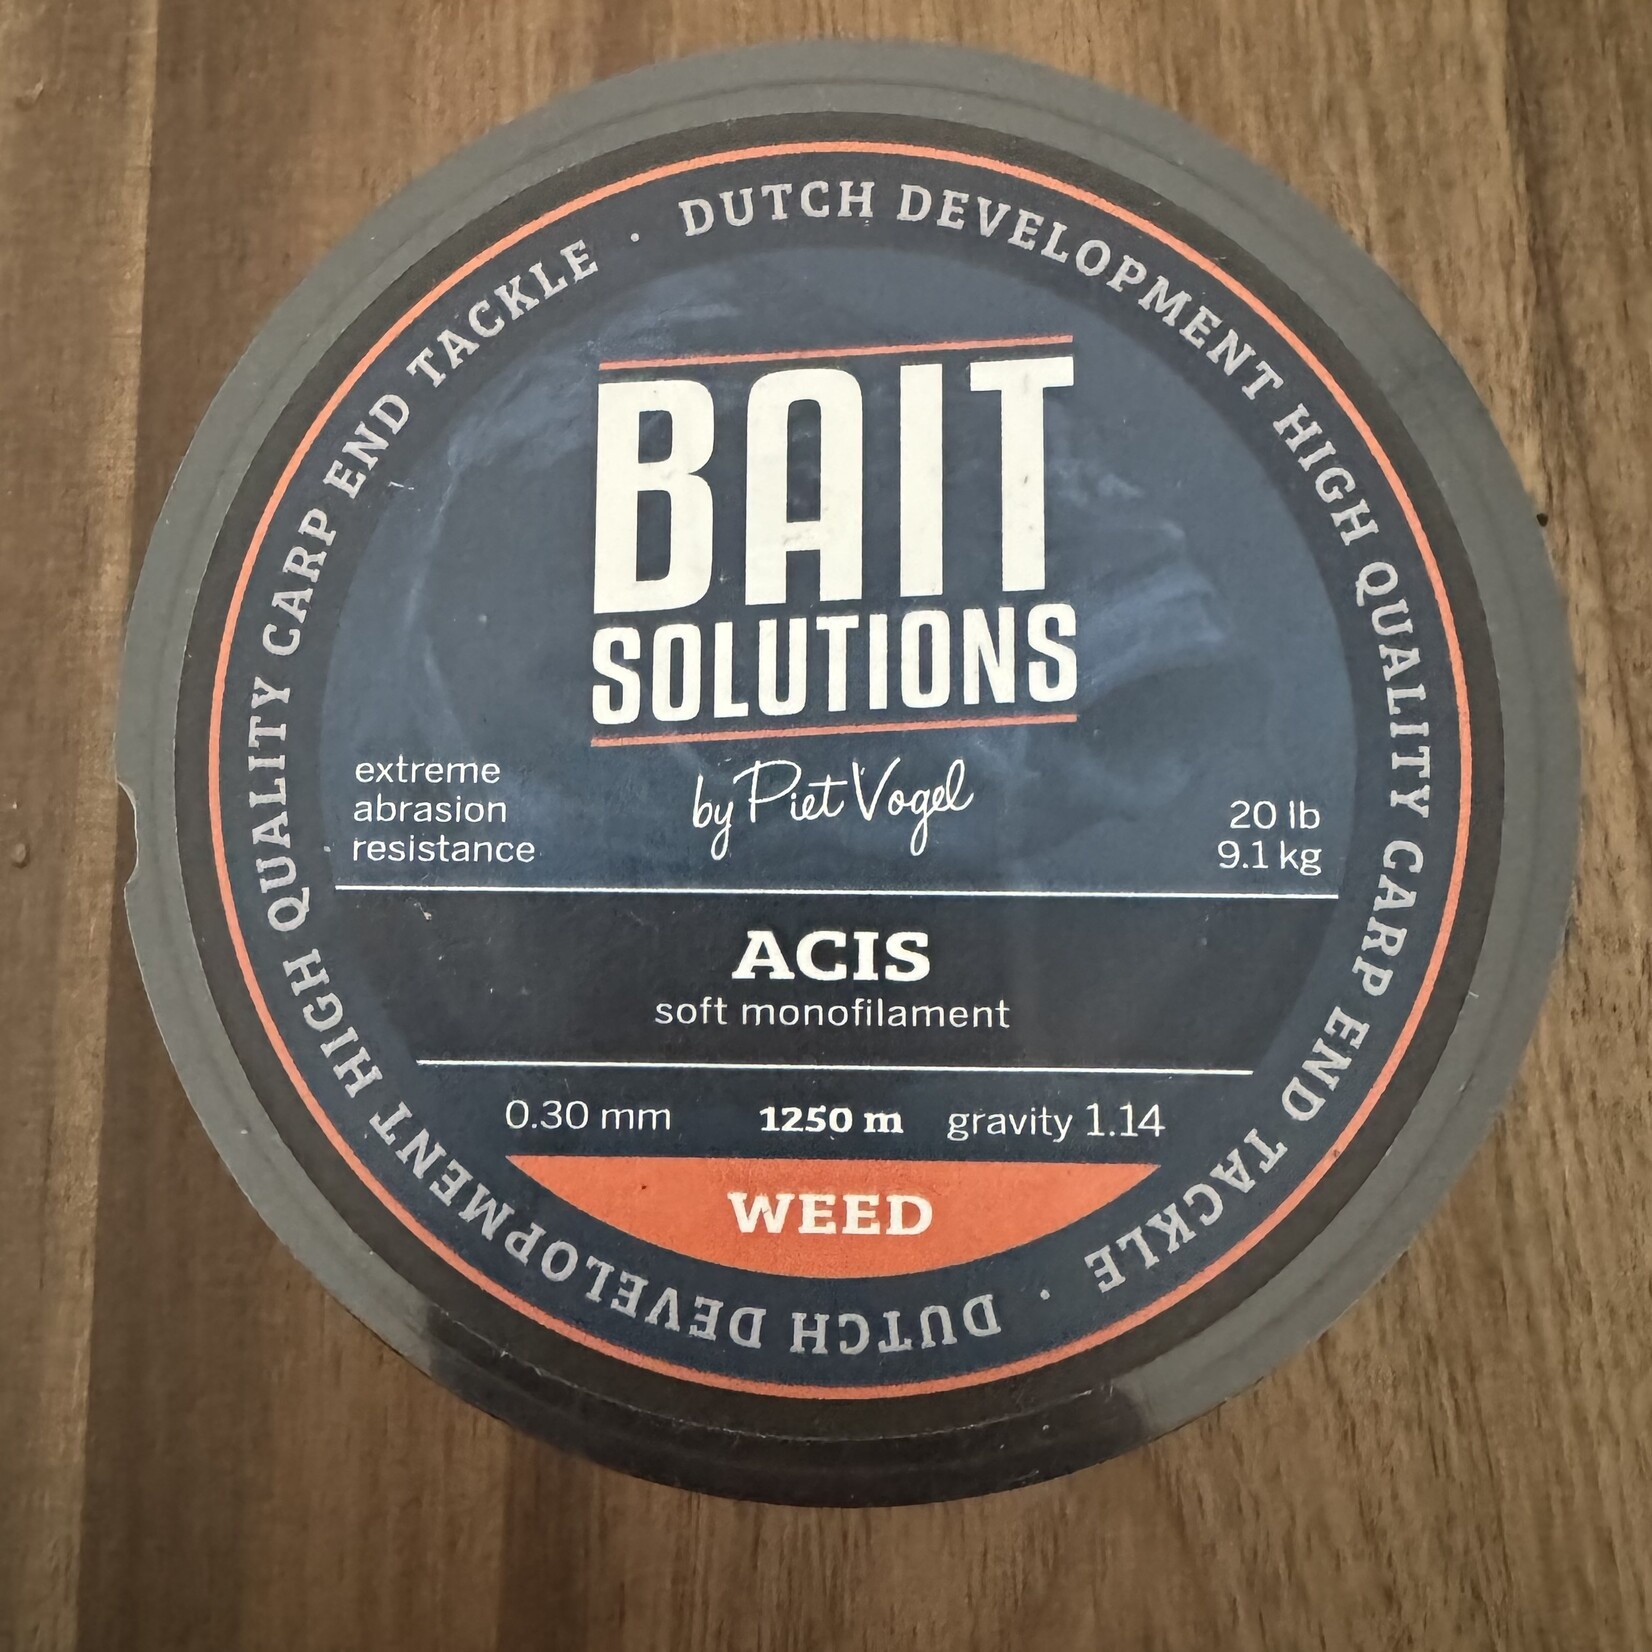 DUTCH DEVELOPMENT HIGH QUALITY CARP END TACKLE · DUTCH DEVELOPMENT HIGH QUALITY CARP END TACKLE ·
BAIT
SOLUTIONS
by Piet Vogel
extreme
abrasion
resistance
20 lb
9.1 kg
ACIS
soft monofilament
0.30 mm 1250 m gravity 1.14
WEED